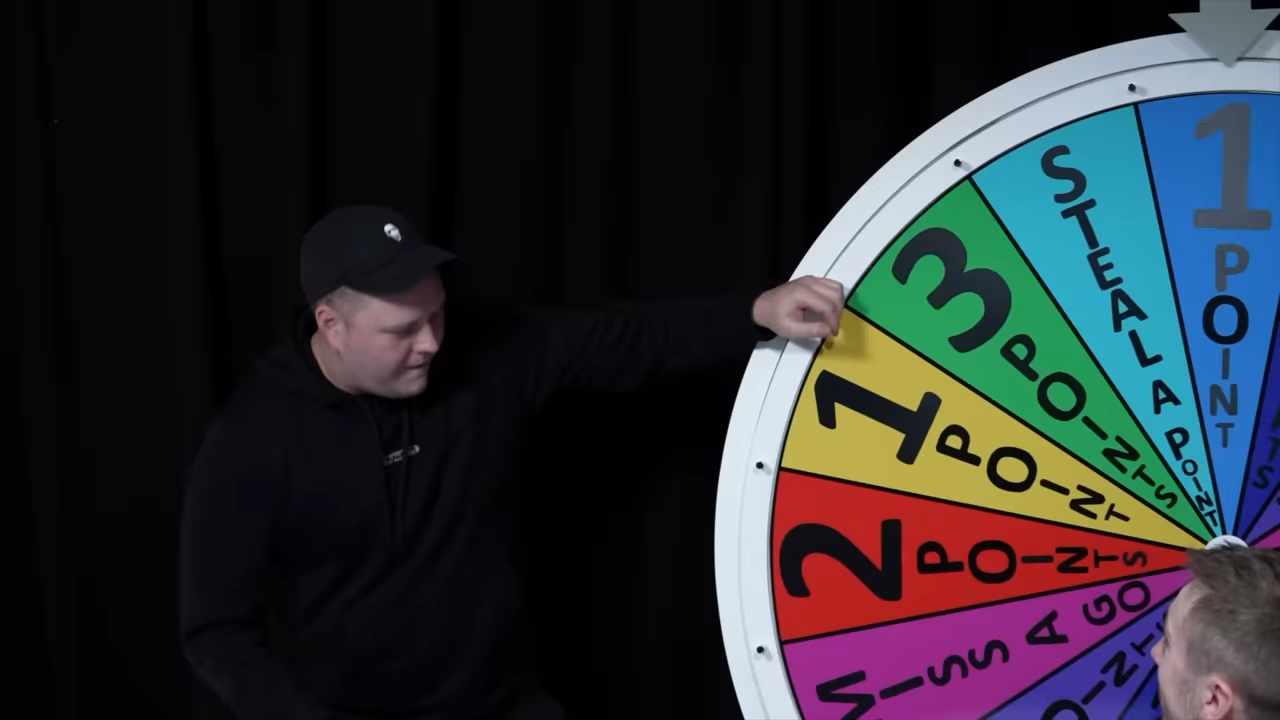 1 POINT
STEAL A POINT
3 POINTS
1 POINT
2 POINTS
MISS A GO